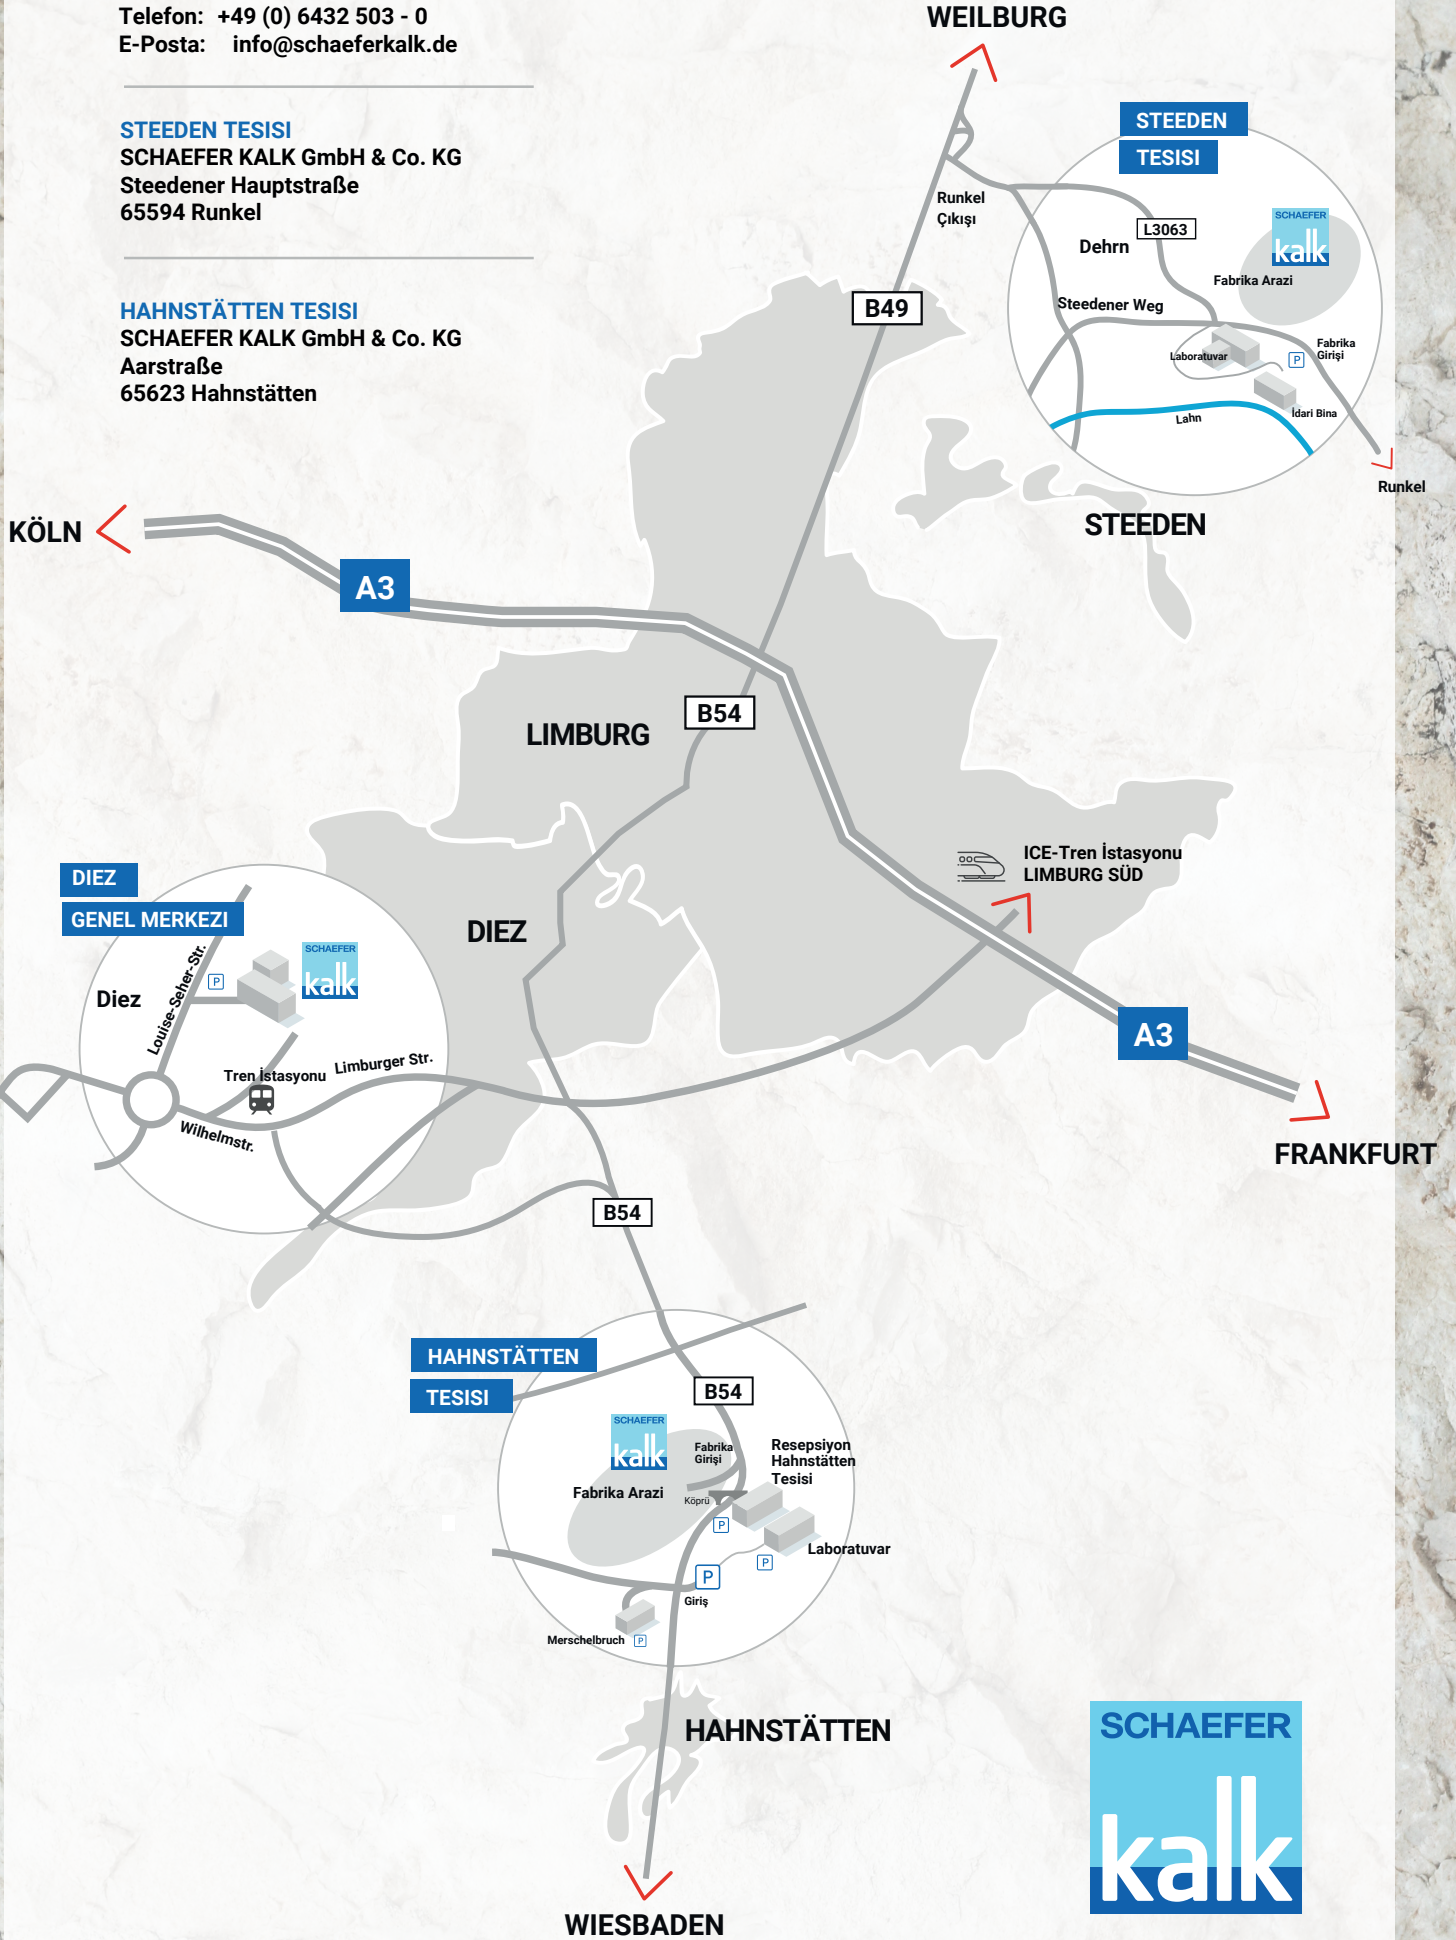 Telefon: +49 (0) 6432 503 - 0
E-Posta: info@schaeferkalk.de
STEEDEN TESISI
SCHAEFER KALK GmbH & Co. KG
Steedener Hauptstraße
65594 Runkel
HAHNSTÄTTEN TESISI
SCHAEFER KALK GmbH & Co. KG
Aarstraße
65623 Hahnstätten
WEILBURG
STEEDEN
TESISI
Runkel
Çıkışı
L3063
Dehrn
SCHAEFER
kalk
Fabrika Arazi
Steedener Weg
B49
Laboratuvar
P
Fabrika
Girişi
İdari Bina
Lahn
Runkel
STEEDEN
KÖLN
A3
LIMBURG
B54
ICE-Tren İstasyonu
LIMBURG SÜD
DIEZ
GENEL MERKEZI
DIEZ
Louise-Seher-Str.
P
SCHAEFER
kalk
Diez
Tren İstasyonu
Limburger Str.
Wilhelmstr.
A3
FRANKFURT
B54
HAHNSTÄTTEN
TESISI
B54
SCHAEFER
kalk
Fabrika
Girişi
Resepsiyon
Hahnstätten
Tesisi
Fabrika Arazi
Köprü
P
Laboratuvar
P
P
Giriş
Merschelbruch
P
HAHNSTÄTTEN
WIESBADEN
SCHAEFER
kalk